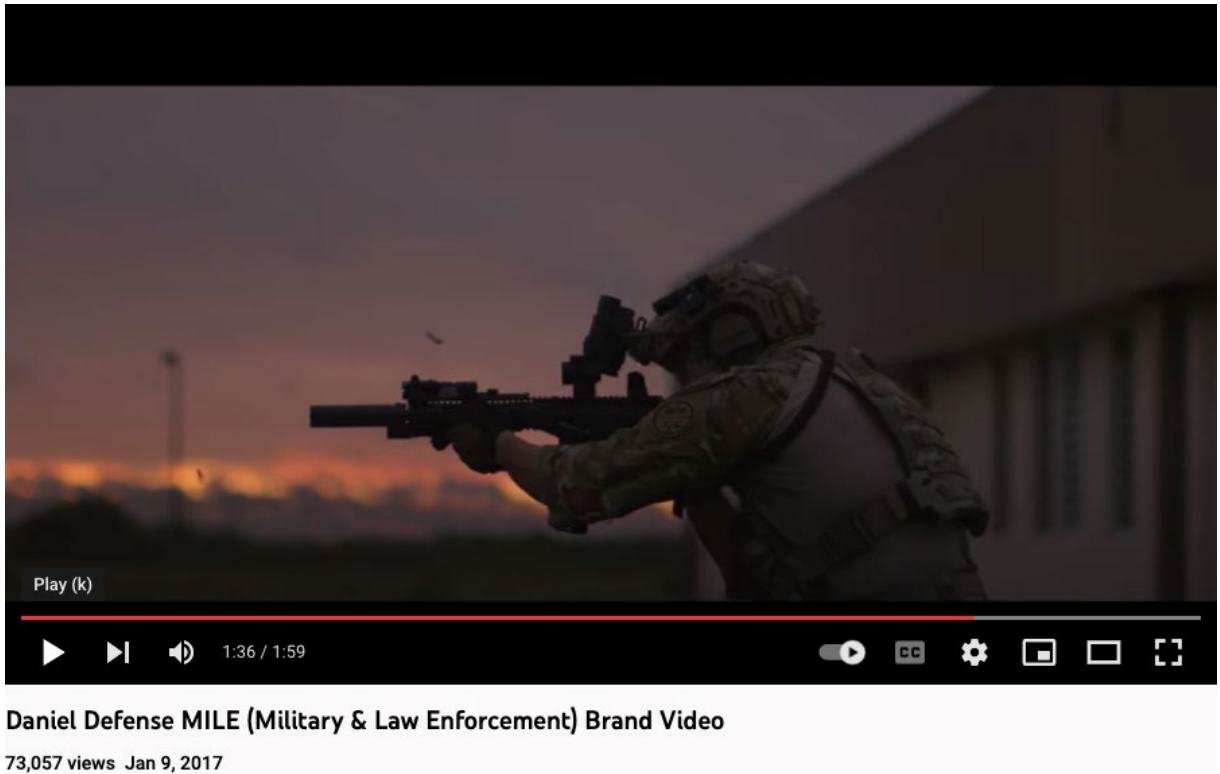 Play (k)
1:36 / 1:59
CC
Daniel Defense MILE (Military & Law Enforcement) Brand Video
73,057 views Jan 9, 2017